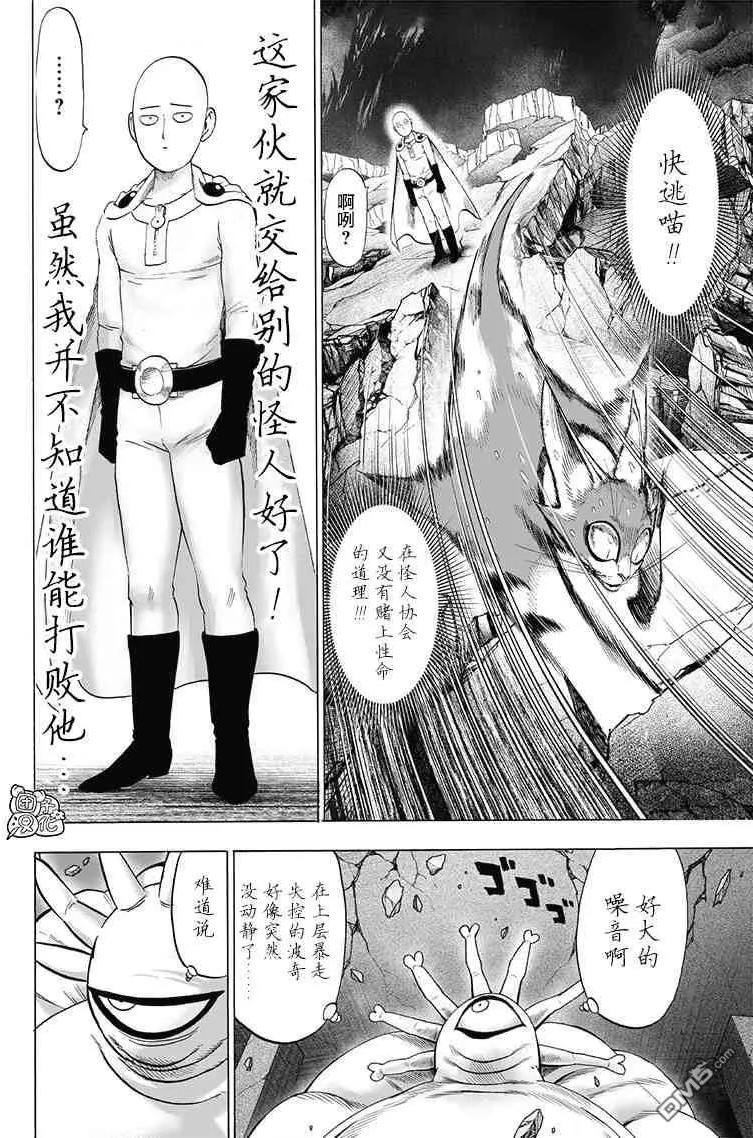 快逃喵!!
啊咧?
在怪人协会
又没有赌上性命
的道理!!!
这家伙就交给别的怪人好了!
虽然我并不知道谁能打败他…
……?
好大的
噪音啊
ゴゴゴ
在上层暴走
失控的波奇
好像突然
没动静了……
难道说
DM5.com